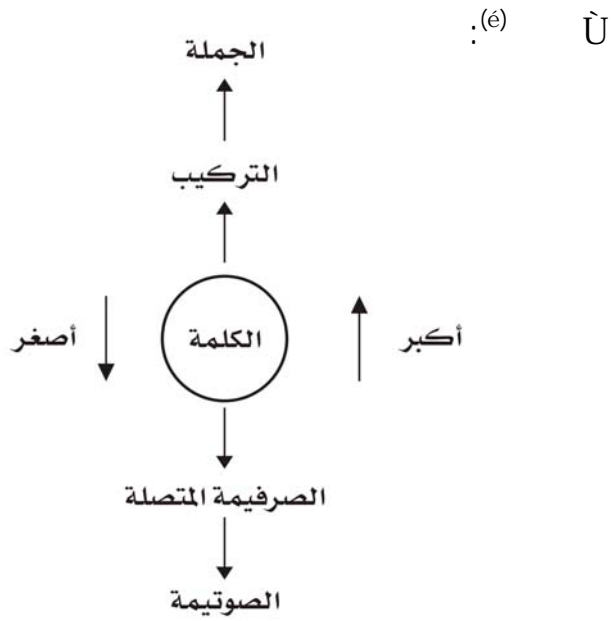 Ù (é):
الجملة
التركيب
أكبر الكلمة أصغر
الصرفيمة المتصلة
الصوتيمة